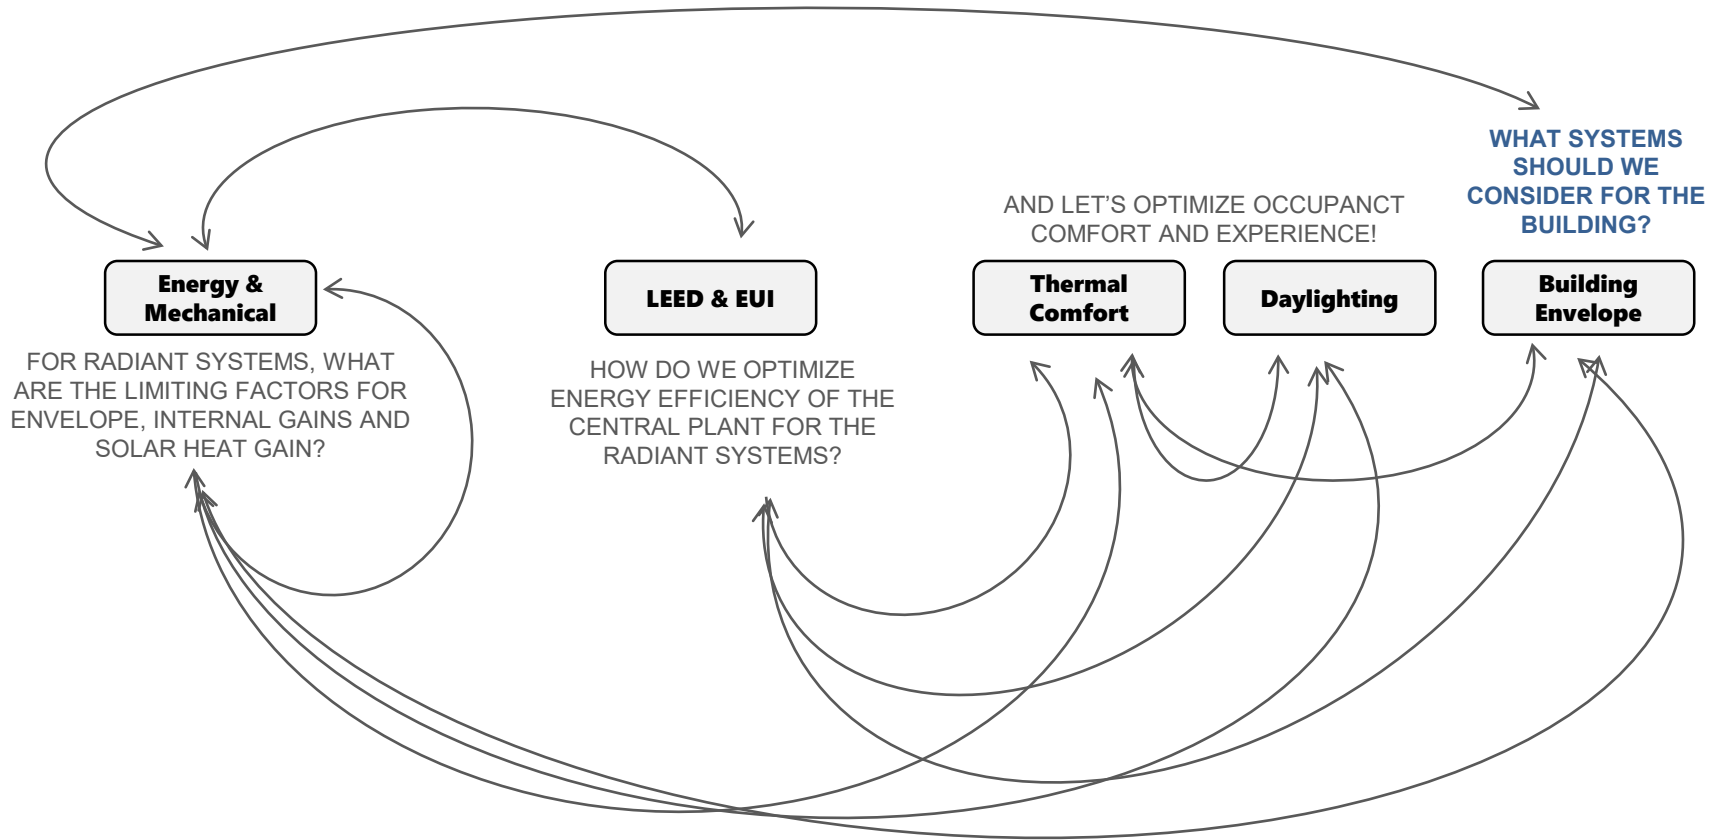 WHAT SYSTEMS
SHOULD WE
CONSIDER FOR THE
BUILDING?
AND LET’S OPTIMIZE OCCUPANCT
COMFORT AND EXPERIENCE!
Energy &
Mechanical
LEED & EUI
Thermal
Comfort
Daylighting
Building
Envelope
FOR RADIANT SYSTEMS, WHAT
ARE THE LIMITING FACTORS FOR
ENVELOPE, INTERNAL GAINS AND
SOLAR HEAT GAIN?
HOW DO WE OPTIMIZE
ENERGY EFFICIENCY OF THE
CENTRAL PLANT FOR THE
RADIANT SYSTEMS?